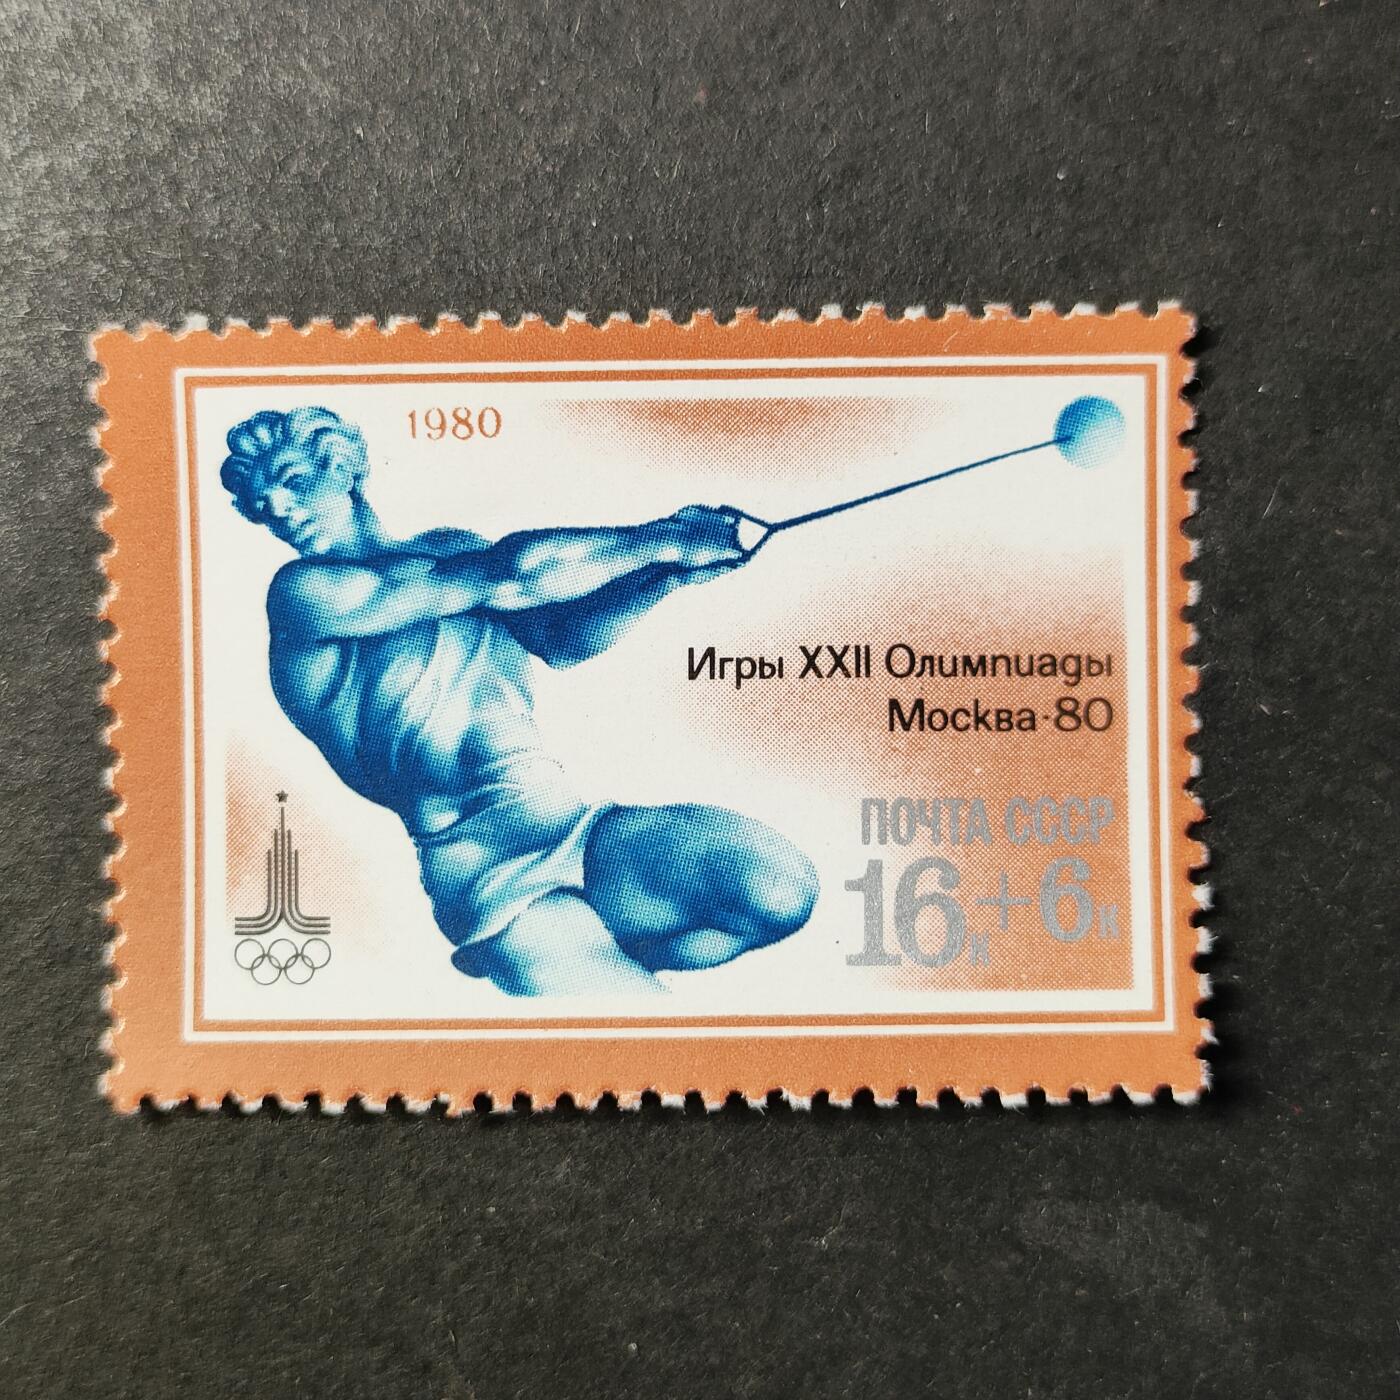 1980
Игры XXII Олимпиады
Москва·80
ПОЧТА СССР
16к+6к